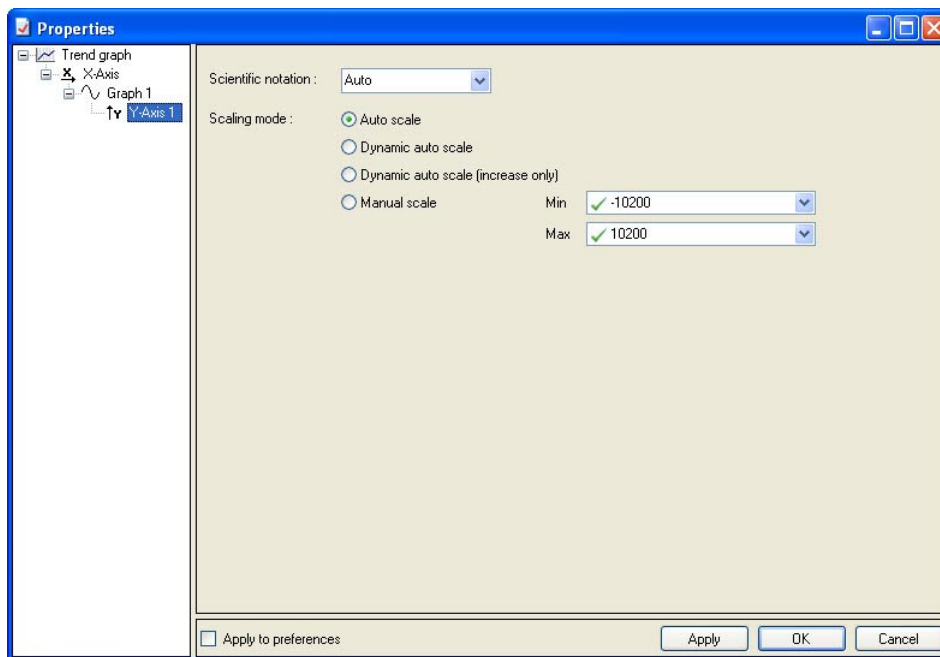 Properties
Trend graph
X X-Axis
Graph 1
Y Y-Axis 1
Scientific notation : Auto
Scaling mode : Auto scale
Dynamic auto scale
Dynamic auto scale (increase only)
Manual scale Min -10200
Max 10200
Apply to preferences Apply OK Cancel